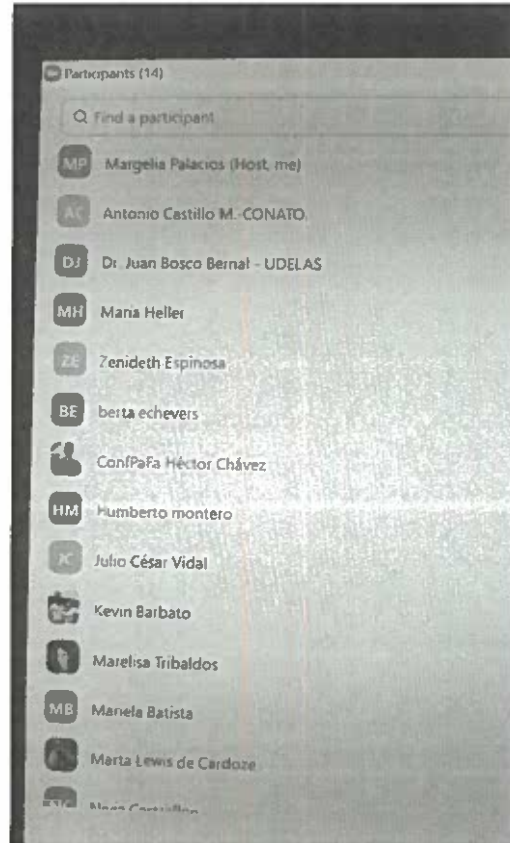 Participants (14)
Find a participant
MP Margelia Palacios (Host, me)
AC Antonio Castillo M.-CONATO
DJ Dr. Juan Bosco Bernal - UDELAS
MH Maria Heller
ZE Zenideth Espinosa
BE berta echevers
ConfPaFa Héctor Chávez
HM Humberto montero
JC Julio César Vidal
Kevin Barbato
Marelisa Tribaldos
MB Mariela Batista
Marta Lewis de Cardoze